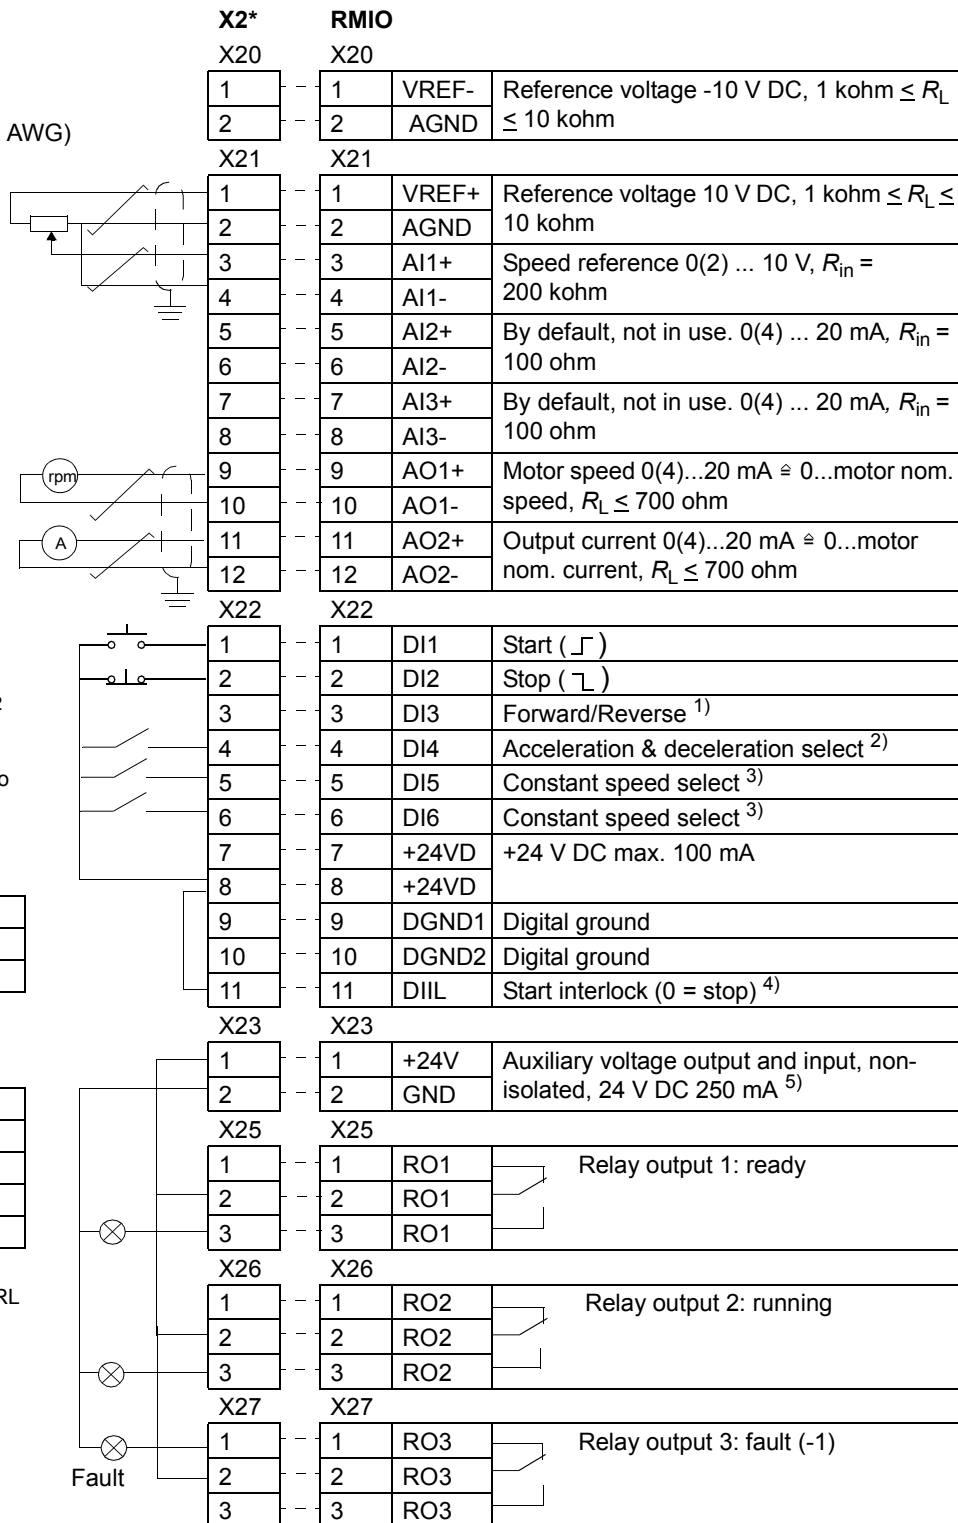 X2* RMIO
X20 X20
1 1 VREF- Reference voltage -10 V DC, 1 kohm ≤ RL
2 2 AGND ≤ 10 kohm
AWG)
X21 X21
1 1 VREF+ Reference voltage 10 V DC, 1 kohm ≤ RL ≤
2 2 AGND 10 kohm
3 3 AI1+ Speed reference 0(2) ... 10 V, Rin =
4 4 AI1- 200 kohm
5 5 AI2+ By default, not in use. 0(4) ... 20 mA, Rin =
6 6 AI2- 100 ohm
7 7 AI3+ By default, not in use. 0(4) ... 20 mA, Rin =
8 8 AI3- 100 ohm
rpm 9 9 AO1+ Motor speed 0(4)...20 mA ≙ 0...motor nom.
10 10 AO1- speed, RL ≤ 700 ohm
A 11 11 AO2+ Output current 0(4)...20 mA ≙ 0...motor
12 12 AO2- nom. current, RL ≤ 700 ohm
X22 X22
1 1 DI1 Start ( )
2 2 DI2 Stop ( )
2
3 3 DI3 Forward/Reverse 1)
4 4 DI4 Acceleration & deceleration select 2)
o
5 5 DI5 Constant speed select 3)
6 6 DI6 Constant speed select 3)
7 7 +24VD +24 V DC max. 100 mA
8 8 +24VD
9 9 DGND1 Digital ground
10 10 DGND2 Digital ground
11 11 DIIL Start interlock (0 = stop) 4)
X23 X23
1 1 +24V Auxiliary voltage output and input, non-
2 2 GND isolated, 24 V DC 250 mA 5)
X25 X25
1 1 RO1 Relay output 1: ready
2 2 RO1
3 3 RO1
X26 X26
RL
1 1 RO2 Relay output 2: running
2 2 RO2
3 3 RO2
X27 X27
1 1 RO3 Relay output 3: fault (-1)
Fault 2 2 RO3
3 3 RO3